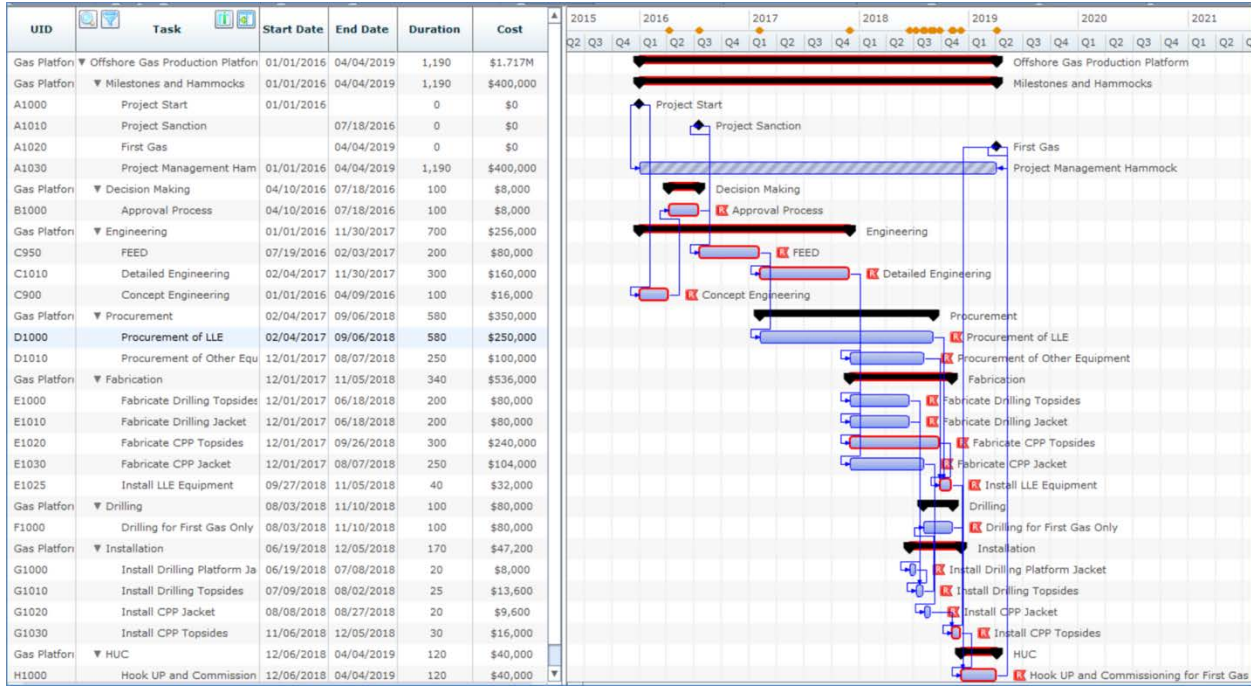 UID Task Start Date End Date Duration Cost
2015 2016 2017 2018 2019 2020 2021
Q2 Q3 Q4 Q1 Q2 Q3 Q4 Q1 Q2 Q3 Q4 Q1 Q2 Q3 Q4 Q1 Q2 Q3 Q4 Q1 Q2 Q3 Q4 Q1 Q2
Gas Platforr Offshore Gas Production Platfor 01/01/2016 04/04/2019 1,190 $1.717M Offshore Gas Production Platform
Gas Platforr Milestones and Hammocks 01/01/2016 04/04/2019 1,190 $400,000 Milestones and Hammocks
A1000 Project Start 01/01/2016 0 $0 Project Start
A1010 Project Sanction 07/18/2016 0 $0 Project Sanction
A1020 First Gas 04/04/2019 0 $0 First Gas
A1030 Project Management Ham 01/01/2016 04/04/2019 1,190 $400,000 Project Management Hammock
Gas Platforr Decision Making 04/10/2016 07/18/2016 100 $8,000 Decision Making
B1000 Approval Process 04/10/2016 07/18/2016 100 $8,000 R Approval Process
Gas Platforr Engineering 01/01/2016 11/30/2017 700 $256,000 Engineering
C950 FEED 07/19/2016 02/03/2017 200 $80,000 R FEED
C1010 Detailed Engineering 02/04/2017 11/30/2017 300 $160,000 R Detailed Engineering
C900 Concept Engineering 01/01/2016 04/09/2016 100 $16,000 R Concept Engineering
Gas Platforr Procurement 02/04/2017 09/06/2018 580 $350,000 Procurement
D1000 Procurement of LLE 02/04/2017 09/06/2018 580 $250,000 R Procurement of LLE
D1010 Procurement of Other Equ 12/01/2017 08/07/2018 250 $100,000 R Procurement of Other Equipment
Gas Platforr Fabrication 12/01/2017 11/05/2018 340 $536,000 Fabrication
E1000 Fabricate Drilling Topsides 12/01/2017 06/18/2018 200 $80,000 R Fabricate Drilling Topsides
E1010 Fabricate Drilling Jacket 12/01/2017 06/18/2018 200 $80,000 R Fabricate Drilling Jacket
E1020 Fabricate CPP Topsides 12/01/2017 09/26/2018 300 $240,000 R Fabricate CPP Topsides
E1030 Fabricate CPP Jacket 12/01/2017 08/07/2018 250 $104,000 R Fabricate CPP Jacket
E1025 Install LLE Equipment 09/27/2018 11/05/2018 40 $32,000 R Install LLE Equipment
Gas Platforr Drilling 08/03/2018 11/10/2018 100 $80,000 Drilling
F1000 Drilling for First Gas Only 08/03/2018 11/10/2018 100 $80,000 R Drilling for First Gas Only
Gas Platforr Installation 06/19/2018 12/05/2018 170 $47,200 Installation
G1000 Install Drilling Platform Ja 06/19/2018 07/08/2018 20 $8,000 R Install Drilling Platform Jacket
G1010 Install Drilling Topsides 07/09/2018 08/02/2018 25 $13,600 R Install Drilling Topsides
G1020 Install CPP Jacket 08/08/2018 08/27/2018 20 $9,600 R Install CPP Jacket
G1030 Install CPP Topsides 11/06/2018 12/05/2018 30 $16,000 R Install CPP Topsides
Gas Platforr HUC 12/06/2018 04/04/2019 120 $40,000 HUC
H1000 Hook UP and Commission 12/06/2018 04/04/2019 120 $40,000 R Hook UP and Commissioning for First Gas